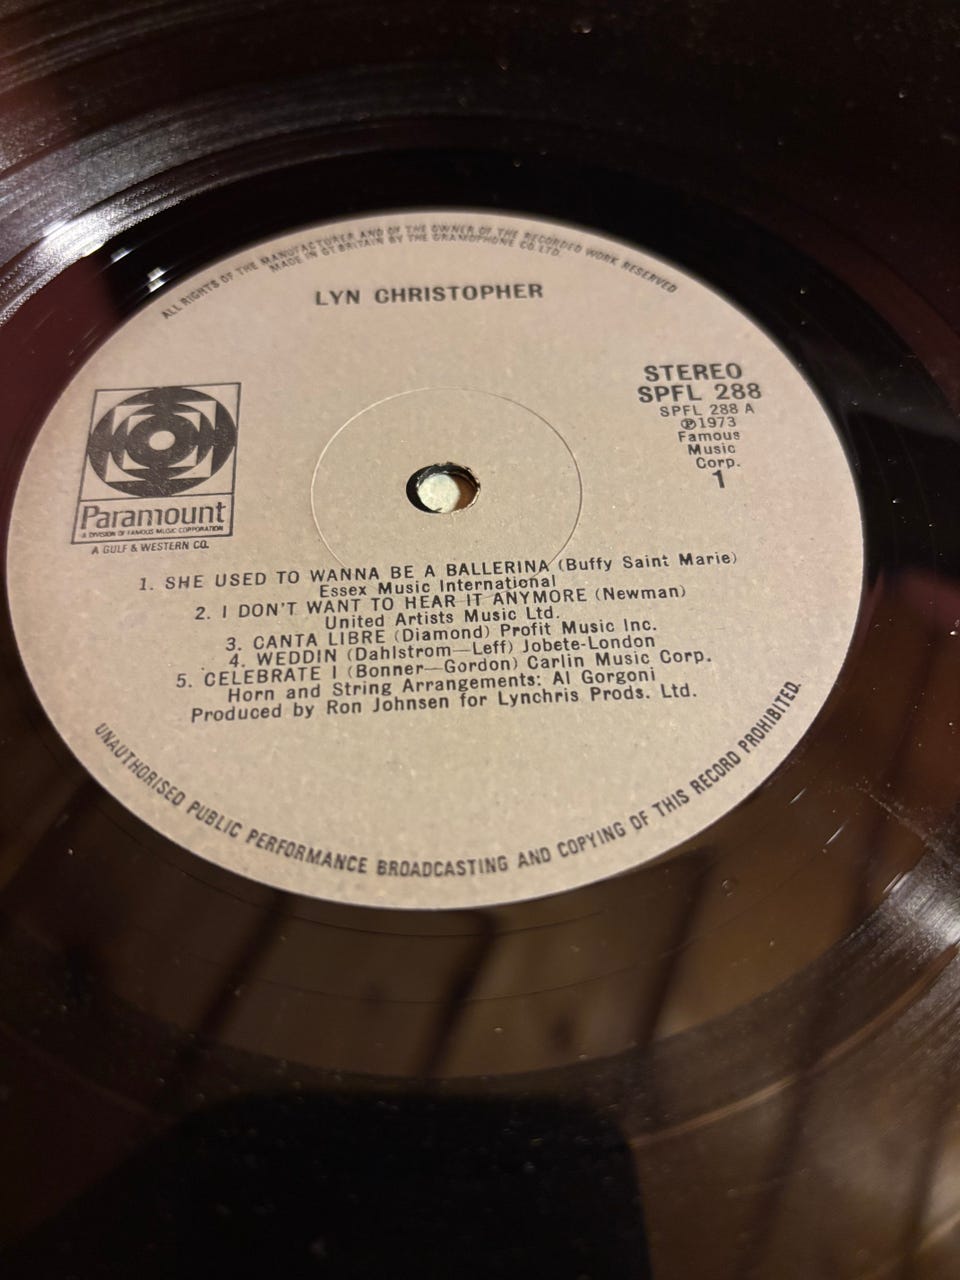 ALL RIGHTS OF THE MANUFACTURER AND OF THE OWNER OF THE RECORDED WORK RESERVED
MADE IN GT BRITAIN BY THE GRAMOPHONE CO LTD.
LYN CHRISTOPHER
STEREO
SPFL 288
SPFL 288 A
℗1973
Famous
Music
Corp.
1
Paramount
A DIVISION OF FAMOUS MUSIC CORPORATION
A GULF & WESTERN CO.
1. SHE USED TO WANNA BE A BALLERINA (Buffy Saint Marie)
Essex Music International
2. I DON'T WANT TO HEAR IT ANYMORE (Newman)
United Artists Music Ltd.
3. CANTA LIBRE (Diamond) Profit Music Inc.
4. WEDDIN (Dahlstrom—Leff) Jobete-London
5. CELEBRATE I (Bonner—Gordon) Carlin Music Corp.
Horn and String Arrangements: Al Gorgoni
Produced by Ron Johnsen for Lynchris Prods. Ltd.
UNAUTHORISED PUBLIC PERFORMANCE BROADCASTING AND COPYING OF THIS RECORD PROHIBITED.